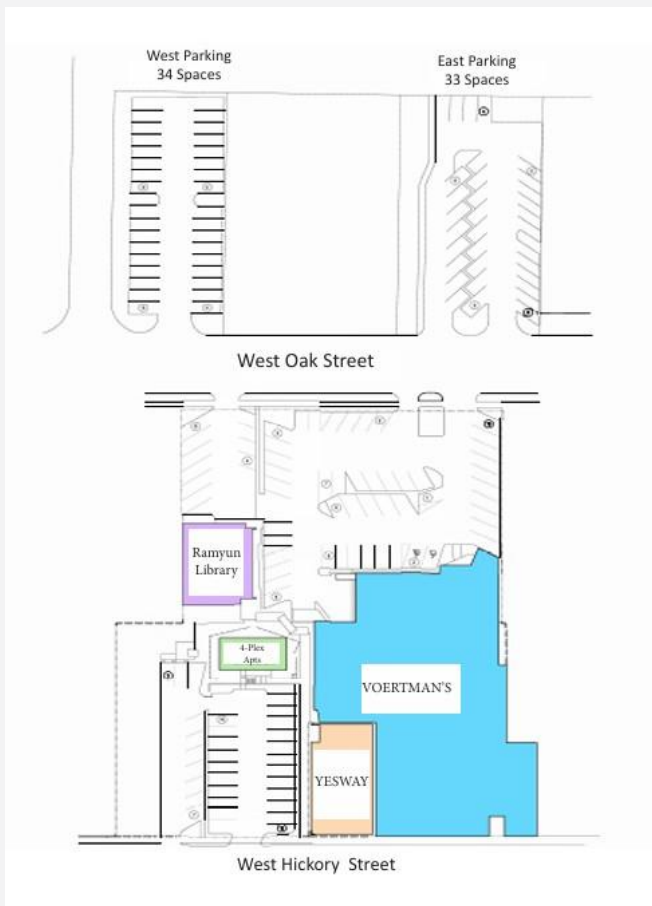 West Parking
34 Spaces
East Parking
33 Spaces
West Oak Street
Ramyun
Library
4-Plex
Apts
VOERTMAN'S
YESWAY
West Hickory Street